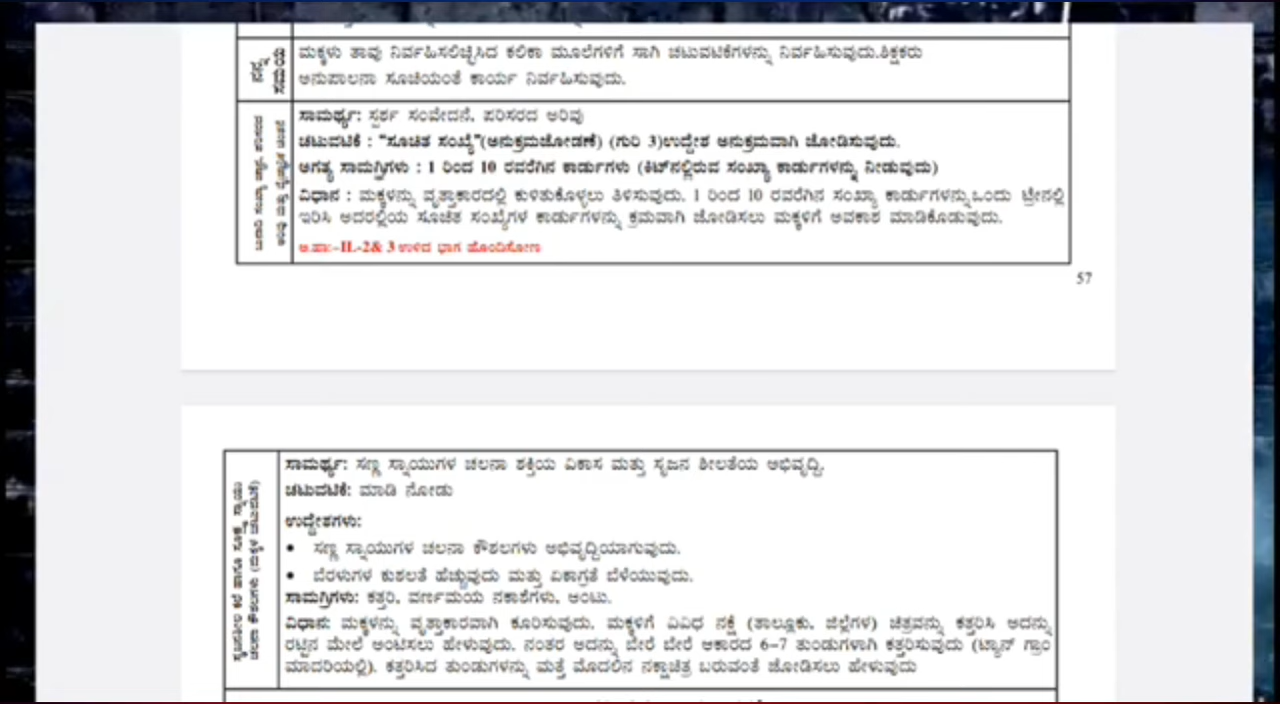 ನನ್ನ ಸಮಯ
ಮಕ್ಕಳು ತಾವು ನಿರ್ವಹಿಸಲಿಚ್ಛಿಸಿದ ಕಲಿಕಾ ಮೂಲೆಗಳಿಗೆ ಸಾಗಿ ಚಟುವಟಿಕೆಗಳನ್ನು ನಿರ್ವಹಿಸುವುದು.ಶಿಕ್ಷಕರು
ಅನುಪಾಲನಾ ಸೂಚಿಯಂತೆ ಕಾರ್ಯ ನಿರ್ವಹಿಸುವುದು.
ಸಾಮರ್ಥ್ಯ: ಸ್ಪರ್ಶ ಸಂವೇದನೆ, ಪರಿಸರದ ಅರಿವು
ಚಟುವಟಿಕೆ : "ಸೂಚಿತ ಸಂಖ್ಯೆ"(ಅನುಕ್ರಮಜೋಡಣೆ) (ಗುರಿ 3)ಉದ್ದೇಶ ಅನುಕ್ರಮವಾಗಿ ಜೋಡಿಸುವುದು.
ಅಗತ್ಯ ಸಾಮಗ್ರಿಗಳು : 1 ರಿಂದ 10 ರವರೆಗಿನ ಕಾರ್ಡುಗಳು (ಕಿಟ್‌ನಲ್ಲಿರುವ ಸಂಖ್ಯಾ ಕಾರ್ಡುಗಳನ್ನು ನೀಡುವುದು)
ವಿಧಾನ : ಮಕ್ಕಳನ್ನು ವೃತ್ತಾಕಾರದಲ್ಲಿ ಕುಳಿತುಕೊಳ್ಳಲು ತಿಳಿಸುವುದು. 1 ರಿಂದ 10 ರವರೆಗಿನ ಸಂಖ್ಯಾ ಕಾರ್ಡುಗಳನ್ನು ಒಂದು ಟ್ರೇನಲ್ಲಿ
ಇರಿಸಿ ಅದರಲ್ಲಿಯ ಸೂಚಿತ ಸಂಖ್ಯೆಗಳ ಕಾರ್ಡುಗಳನ್ನು ಕ್ರಮವಾಗಿ ಜೋಡಿಸಲು ಮಕ್ಕಳಿಗೆ ಅವಕಾಶ ಮಾಡಿಕೊಡುವುದು.
ಅ.ಹಾ:-II.-2& 3 ಉಳಿದ ಭಾಗ ಹೊಂದಿಸೋಣ
57
ಸಾಮರ್ಥ್ಯ: ಸಣ್ಣ ಸ್ನಾಯುಗಳ ಚಲನಾ ಶಕ್ತಿಯ ವಿಕಾಸ ಮತ್ತು ಸೃಜನ ಶೀಲತೆಯ ಅಭಿವೃದ್ಧಿ.
ಚಟುವಟಿಕೆ: ಮಾಡಿ ನೋಡು
ಉದ್ದೇಶಗಳು:
• ಸಣ್ಣ ಸ್ನಾಯುಗಳ ಚಲನಾ ಕೌಶಲಗಳು ಅಭಿವೃದ್ಧಿಯಾಗುವುದು.
• ಬೆರಳುಗಳ ಕುಶಲತೆ ಹೆಚ್ಚುವುದು ಮತ್ತು ಏಕಾಗ್ರತೆ ಬೆಳೆಯುವುದು.
ಸಾಮಗ್ರಿಗಳು: ಕತ್ತರಿ, ವರ್ಣಮಯ ನಕಾಶೆಗಳು, ಅಂಟು.
ವಿಧಾನ: ಮಕ್ಕಳನ್ನು ವೃತ್ತಾಕಾರವಾಗಿ ಕೂರಿಸುವುದು. ಮಕ್ಕಳಿಗೆ ವಿವಿಧ ನಕ್ಷೆ (ತಾಲ್ಲೂಕು, ಜಿಲ್ಲೆಗಳ) ಚಿತ್ರವನ್ನು ಕತ್ತರಿಸಿ ಅದನ್ನು
ರಟ್ಟಿನ ಮೇಲೆ ಅಂಟಿಸಲು ಹೇಳುವುದು. ನಂತರ ಅದನ್ನು ಬೇರೆ ಬೇರೆ ಆಕಾರದ 6-7 ತುಂಡುಗಳಾಗಿ ಕತ್ತರಿಸುವುದು (ಟ್ಯಾನ್ ಗ್ರಾಂ
ಮಾದರಿಯಲ್ಲಿ). ಕತ್ತರಿಸಿದ ತುಂಡುಗಳನ್ನು ಮತ್ತೆ ಮೊದಲಿನ ನಕ್ಷಾಚಿತ್ರ ಬರುವಂತೆ ಜೋಡಿಸಲು ಹೇಳುವುದು